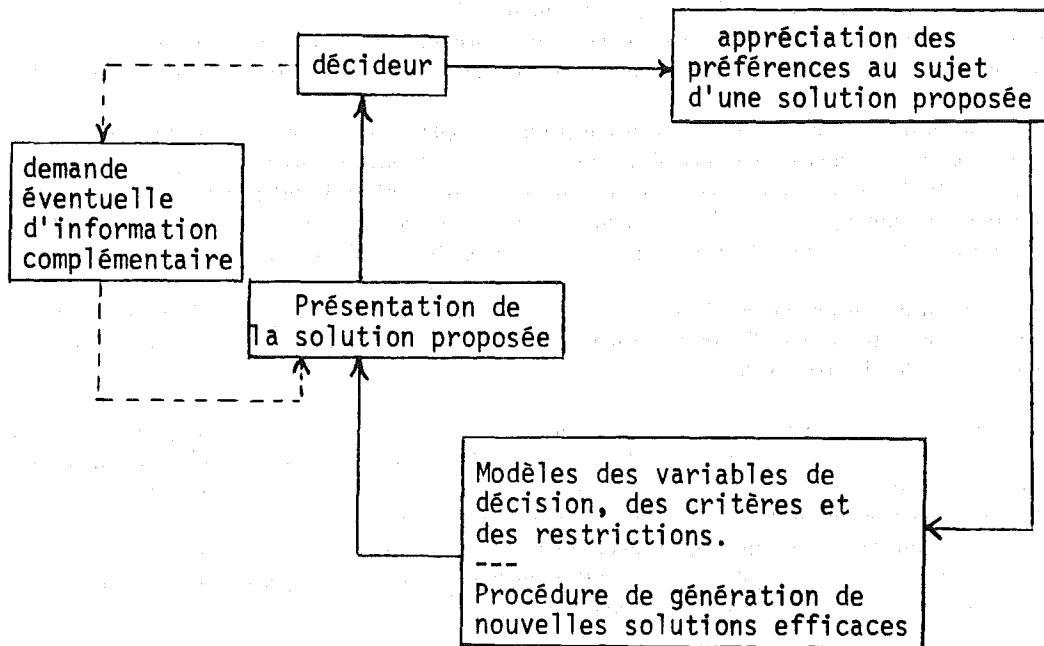 décideur
appréciation des
préférences au sujet
d'une solution proposée
demande
éventuelle
d'information
complémentaire
Présentation de
la solution proposée
Modèles des variables de
décision, des critères et
des restrictions.
---
Procédure de génération de
nouvelles solutions efficaces